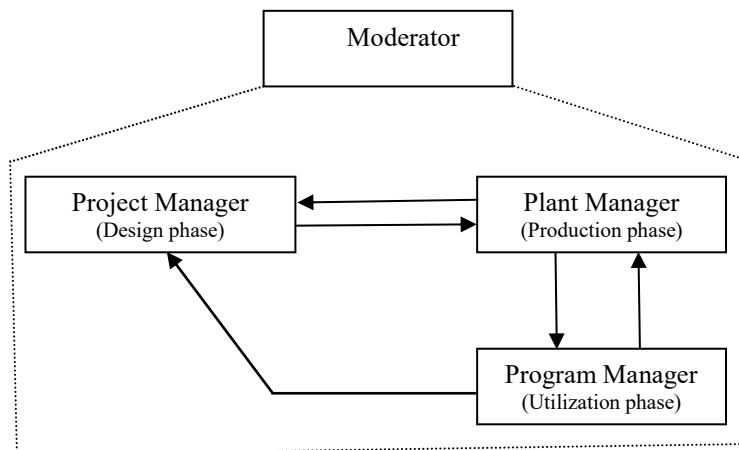 Moderator
Project Manager
(Design phase)
Plant Manager
(Production phase)
Program Manager
(Utilization phase)